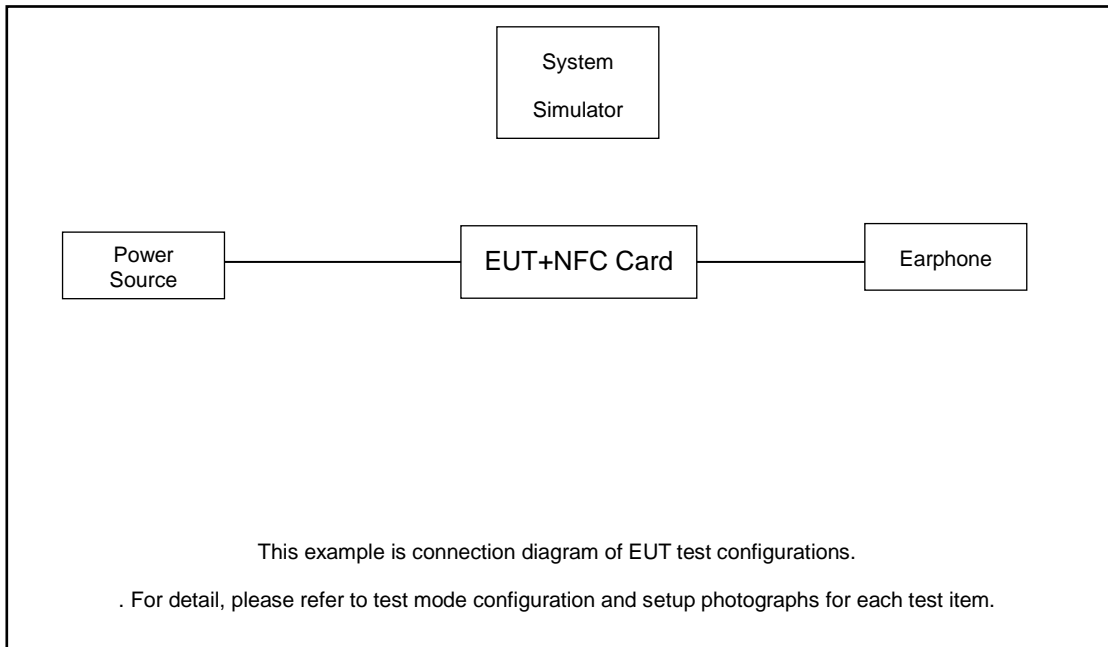 System
Simulator
Power
Source
EUT+NFC Card
Earphone
This example is connection diagram of EUT test configurations.
. For detail, please refer to test mode configuration and setup photographs for each test item.